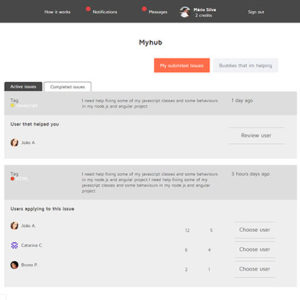 How it works
Notifications
Messages
Mário Silva
2 credits
Sign out
Myhub
My submitted issues
Buddies that im helping
Active issues
Completed issues
Tag
I need help fixing some of my javascript classes and some behaviours
in my node.js and angular project
1 day ago
User that helped you
João A.
Review user
Tag
I need help fixing some of my javascript classes and some behaviours
in my node.js and angular project I need help fixing some of my
javascript classes and some behaviours in my node.js and angular
project
3 hours days ago
Users applying to this issue
João A.
12
5
Choose user
Catarina C.
6
4
Choose user
Bruno P.
2
1
Choose user